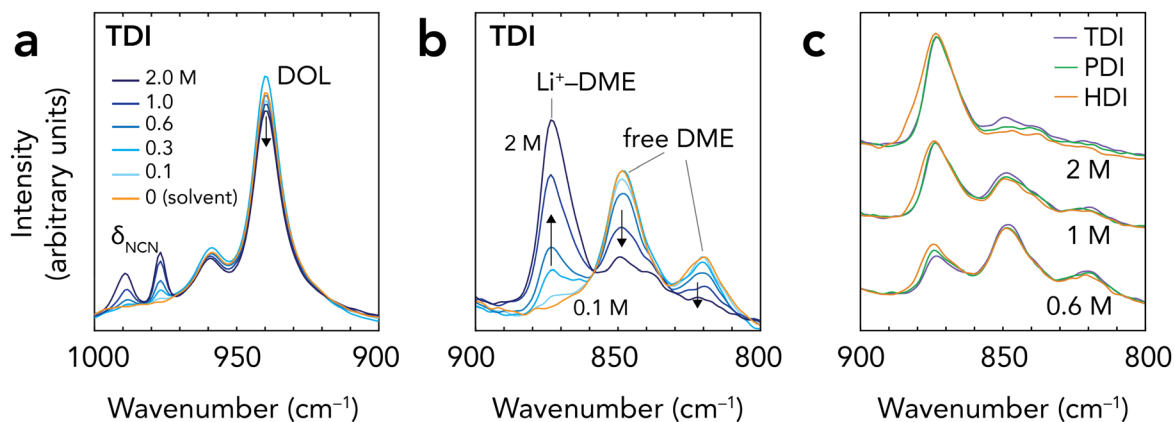 a
TDI
2.0 M
1.0
0.6
0.3
0.1
0 (solvent)
DOL
δNCN
Intensity
(arbitrary units)
1000
950
900
Wavenumber (cm⁻¹)
b
TDI
Li⁺–DME
2 M
free DME
0.1 M
900
850
800
Wavenumber (cm⁻¹)
c
TDI
PDI
HDI
2 M
1 M
0.6 M
900
850
800
Wavenumber (cm⁻¹)